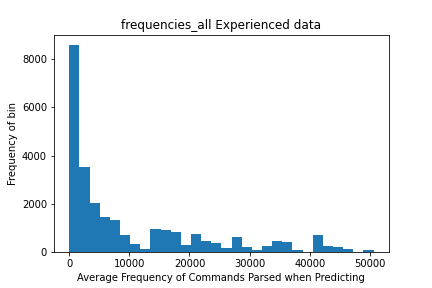 frequencies_all Experienced data
Frequency of bin
8000
6000
4000
2000
0
0 10000 20000 30000 40000 50000
Average Frequency of Commands Parsed when Predicting